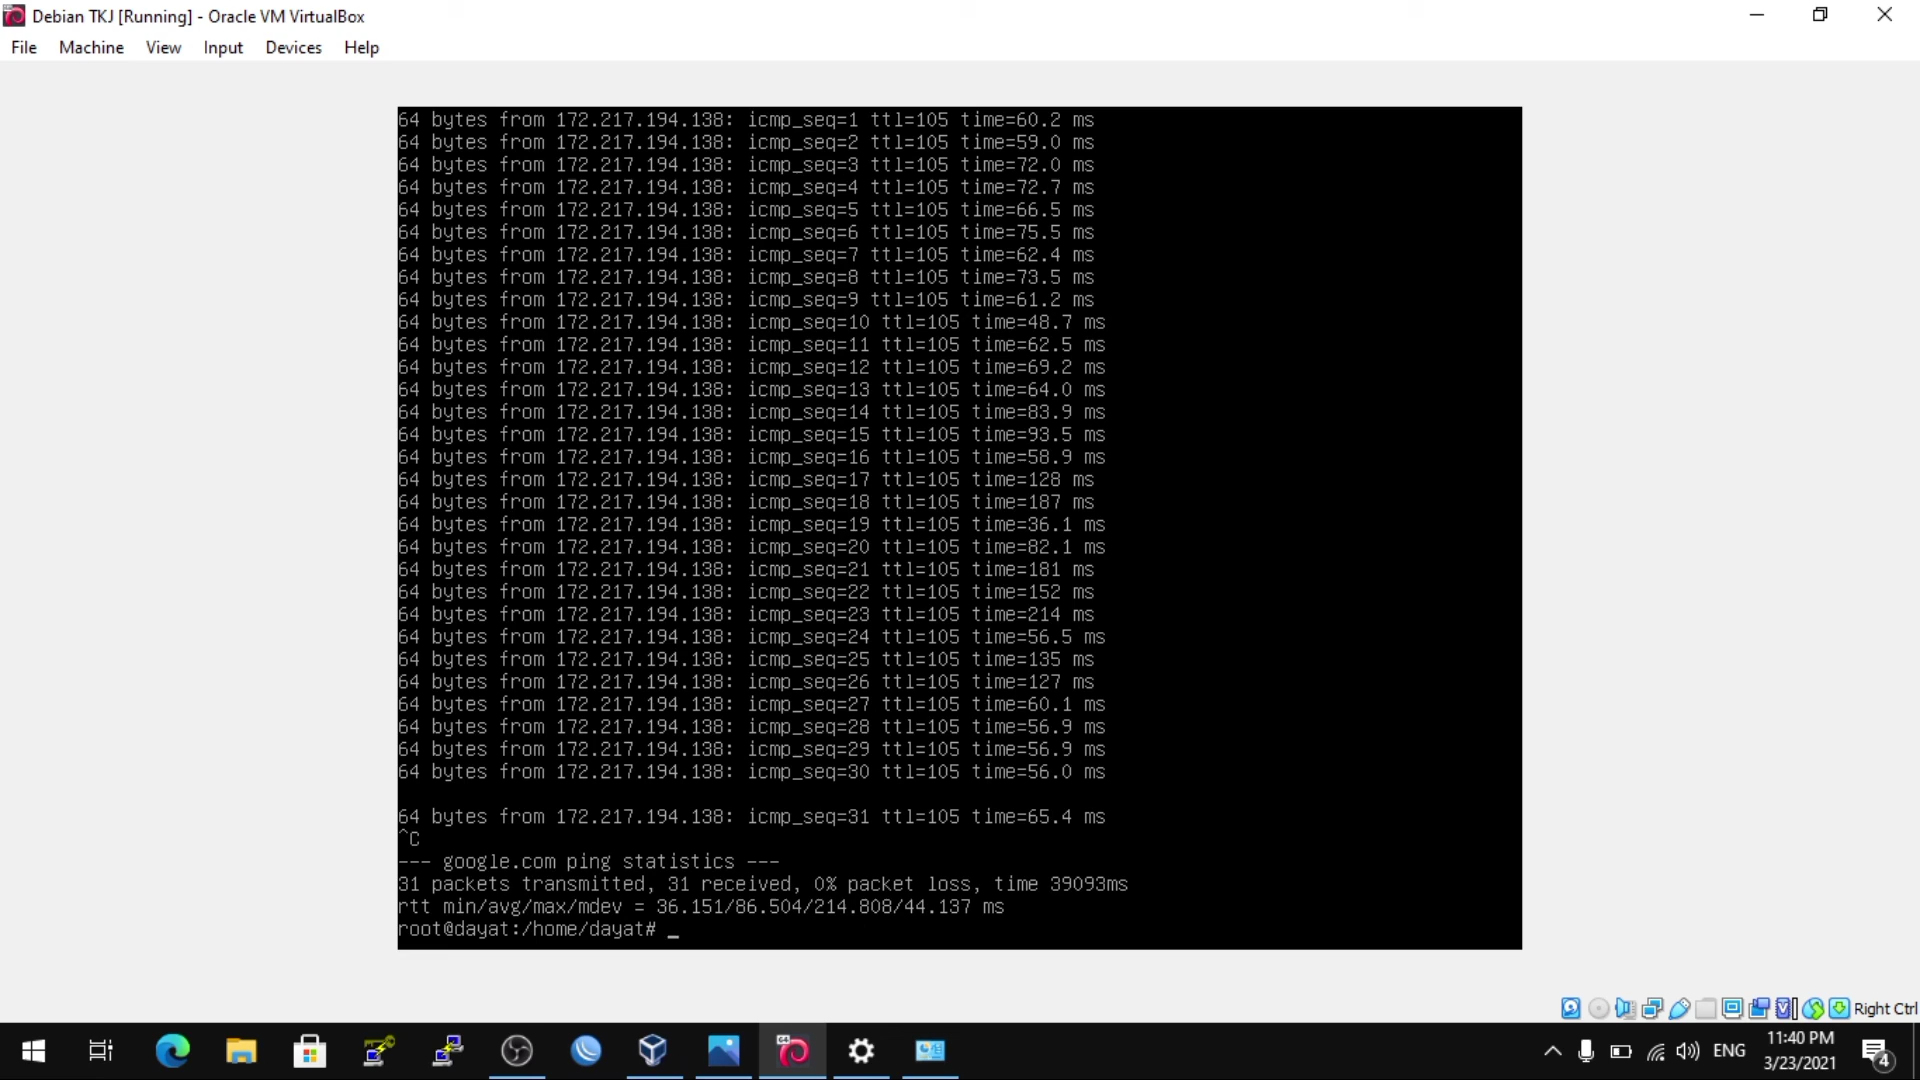 Debian TKJ [Running] - Oracle VM VirtualBox
File Machine View Input Devices Help
64 bytes from 172.217.194.138: icmp_seq=1 ttl=105 time=60.2 ms
64 bytes from 172.217.194.138: icmp_seq=2 ttl=105 time=59.0 ms
64 bytes from 172.217.194.138: icmp_seq=3 ttl=105 time=72.0 ms
64 bytes from 172.217.194.138: icmp_seq=4 ttl=105 time=72.7 ms
64 bytes from 172.217.194.138: icmp_seq=5 ttl=105 time=66.5 ms
64 bytes from 172.217.194.138: icmp_seq=6 ttl=105 time=75.5 ms
64 bytes from 172.217.194.138: icmp_seq=7 ttl=105 time=62.4 ms
64 bytes from 172.217.194.138: icmp_seq=8 ttl=105 time=73.5 ms
64 bytes from 172.217.194.138: icmp_seq=9 ttl=105 time=61.2 ms
64 bytes from 172.217.194.138: icmp_seq=10 ttl=105 time=48.7 ms
64 bytes from 172.217.194.138: icmp_seq=11 ttl=105 time=62.5 ms
64 bytes from 172.217.194.138: icmp_seq=12 ttl=105 time=69.2 ms
64 bytes from 172.217.194.138: icmp_seq=13 ttl=105 time=64.0 ms
64 bytes from 172.217.194.138: icmp_seq=14 ttl=105 time=83.9 ms
64 bytes from 172.217.194.138: icmp_seq=15 ttl=105 time=93.5 ms
64 bytes from 172.217.194.138: icmp_seq=16 ttl=105 time=58.9 ms
64 bytes from 172.217.194.138: icmp_seq=17 ttl=105 time=128 ms
64 bytes from 172.217.194.138: icmp_seq=18 ttl=105 time=187 ms
64 bytes from 172.217.194.138: icmp_seq=19 ttl=105 time=36.1 ms
64 bytes from 172.217.194.138: icmp_seq=20 ttl=105 time=82.1 ms
64 bytes from 172.217.194.138: icmp_seq=21 ttl=105 time=181 ms
64 bytes from 172.217.194.138: icmp_seq=22 ttl=105 time=152 ms
64 bytes from 172.217.194.138: icmp_seq=23 ttl=105 time=214 ms
64 bytes from 172.217.194.138: icmp_seq=24 ttl=105 time=56.5 ms
64 bytes from 172.217.194.138: icmp_seq=25 ttl=105 time=135 ms
64 bytes from 172.217.194.138: icmp_seq=26 ttl=105 time=127 ms
64 bytes from 172.217.194.138: icmp_seq=27 ttl=105 time=60.1 ms
64 bytes from 172.217.194.138: icmp_seq=28 ttl=105 time=56.9 ms
64 bytes from 172.217.194.138: icmp_seq=29 ttl=105 time=56.9 ms
64 bytes from 172.217.194.138: icmp_seq=30 ttl=105 time=56.0 ms
64 bytes from 172.217.194.138: icmp_seq=31 ttl=105 time=65.4 ms
^C
--- google.com ping statistics ---
31 packets transmitted, 31 received, 0% packet loss, time 39093ms
rtt min/avg/max/mdev = 36.151/86.504/214.808/44.137 ms
root@dayat:/home/dayat# _
Right Ctrl
64
ENG
11:40 PM
3/23/2021
4